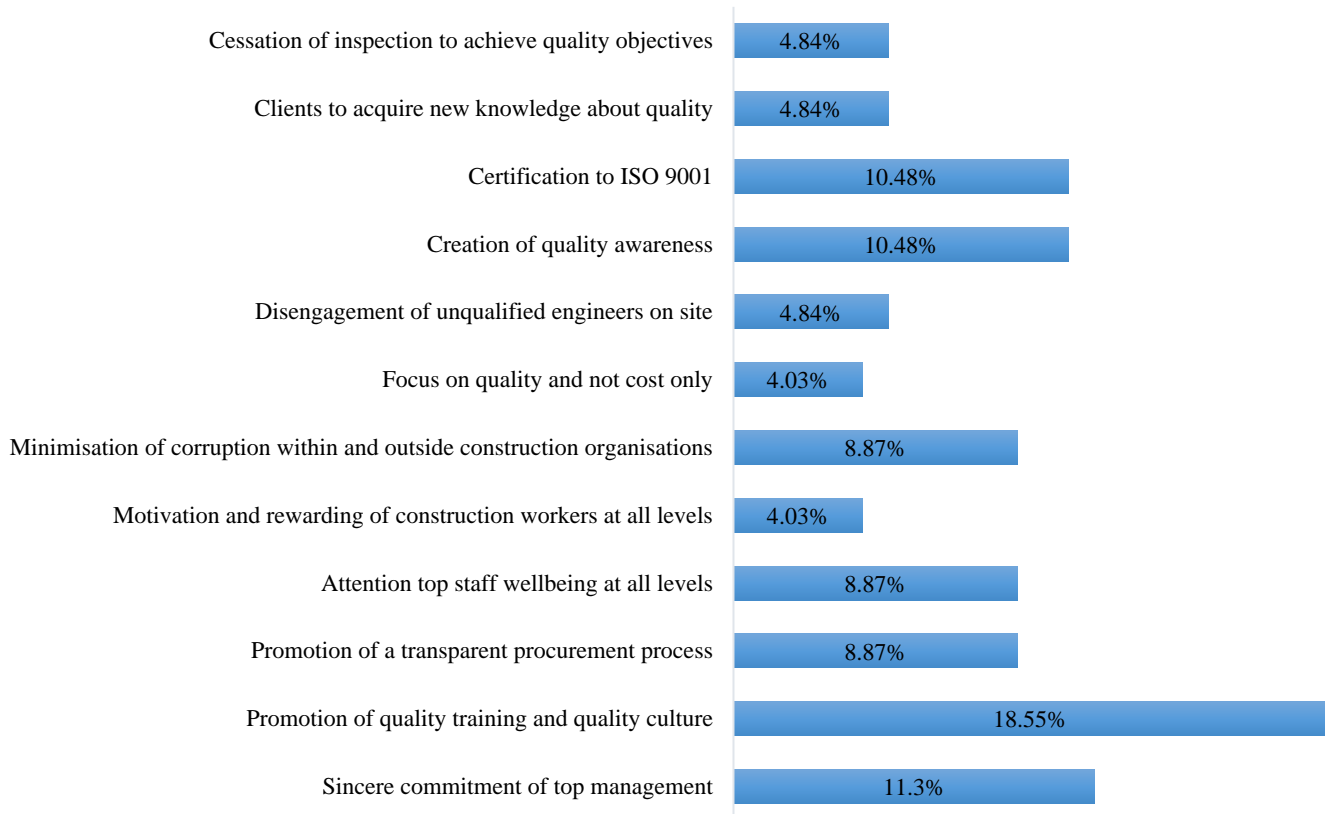 Cessation of inspection to achieve quality objectives 4.84%
Clients to acquire new knowledge about quality 4.84%
Certification to ISO 9001 10.48%
Creation of quality awareness 10.48%
Disengagement of unqualified engineers on site 4.84%
Focus on quality and not cost only 4.03%
Minimisation of corruption within and outside construction organisations 8.87%
Motivation and rewarding of construction workers at all levels 4.03%
Attention top staff wellbeing at all levels 8.87%
Promotion of a transparent procurement process 8.87%
Promotion of quality training and quality culture 18.55%
Sincere commitment of top management 11.3%